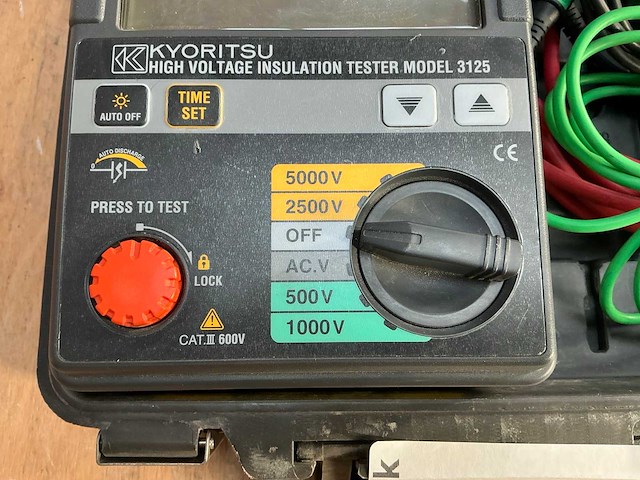 KYORITSU
HIGH VOLTAGE INSULATION TESTER MODEL 3125
AUTO OFF
TIME
SET
CE
0 AUTO DISCHARGE
PRESS TO TEST
LOCK
CAT.III 600V
5000V
2500V
OFF
AC.V
500V
1000V
k